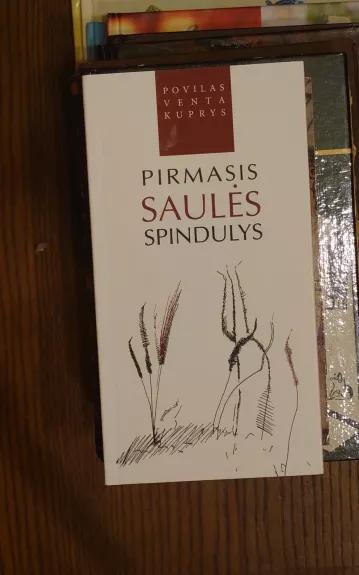 POVILAS
VENTA
KUPRYS
PIRMASIS
SAULĖS
SPINDULYS